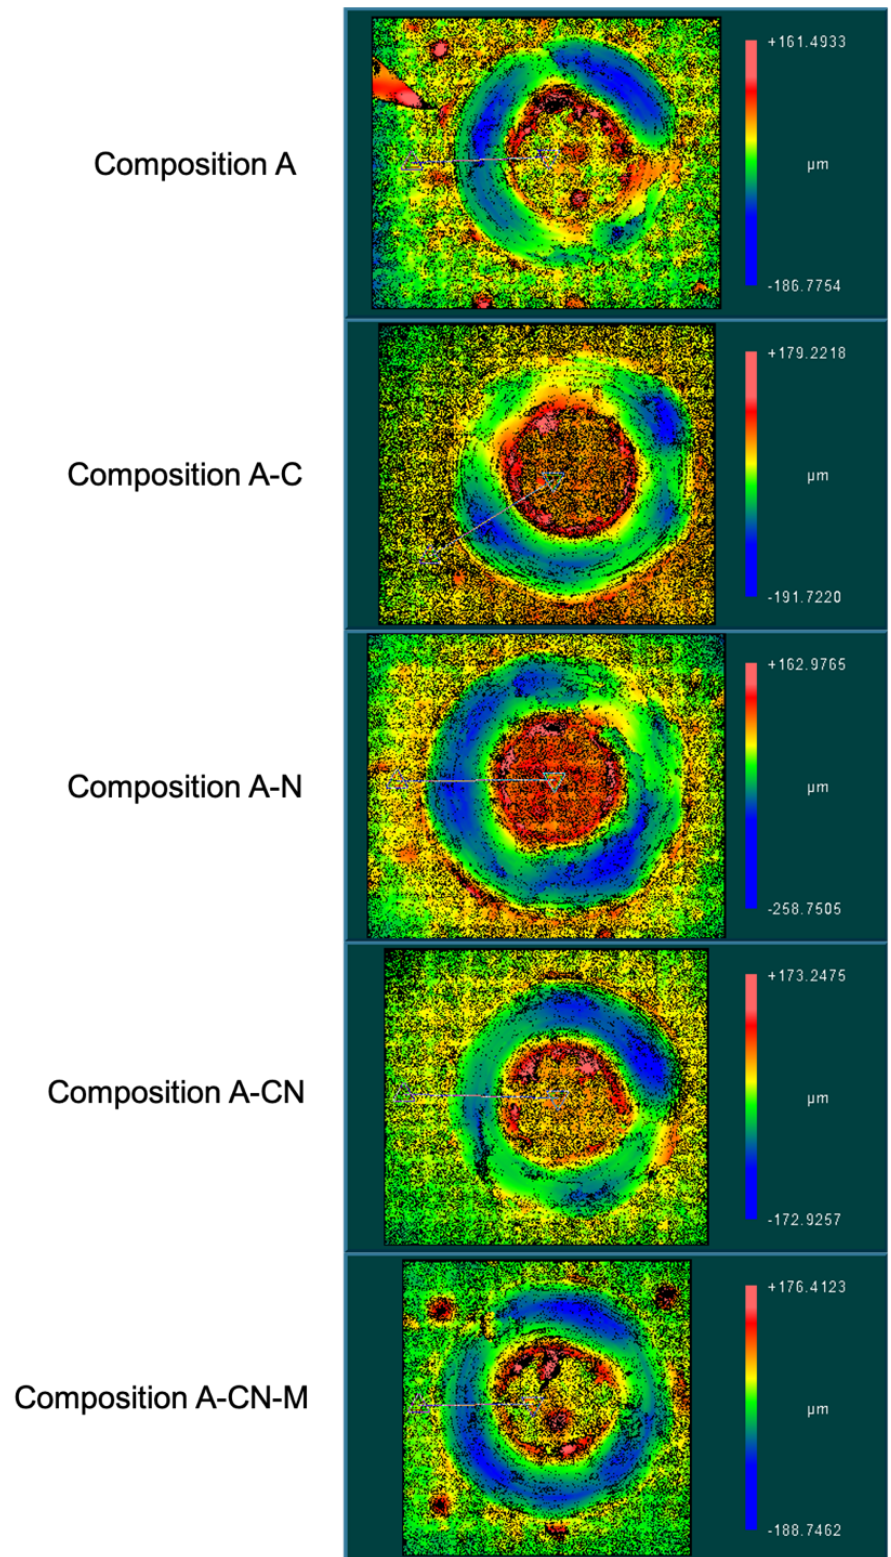 +161.4933
Composition A
µm
-186.7754
+179.2218
Composition A-C
µm
-191.7220
+162.9765
Composition A-N
µm
-258.7505
+173.2475
Composition A-CN
µm
-172.9257
+176.4123
Composition A-CN-M
µm
-188.7462